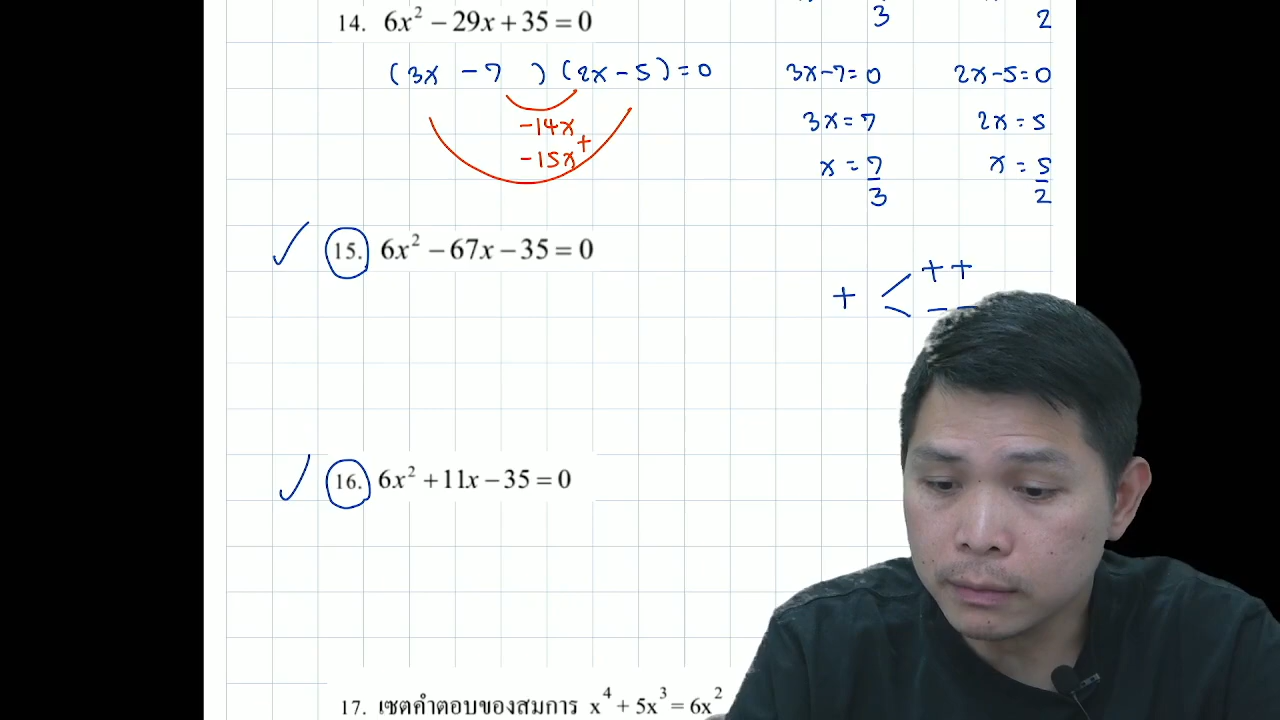 3 2
14. 6x² − 29x + 35 = 0
(3x − 7 ) (2x − 5) = 0 3x − 7 = 0 2x − 5 = 0
−14x 3x = 7 2x = 5
+
−15x x = 7/3 x = 5/2
15. 6x² − 67x − 35 = 0
+ < + +
− −
16. 6x² + 11x − 35 = 0
17. เซตคำตอบของสมการ x⁴ + 5x³ = 6x²